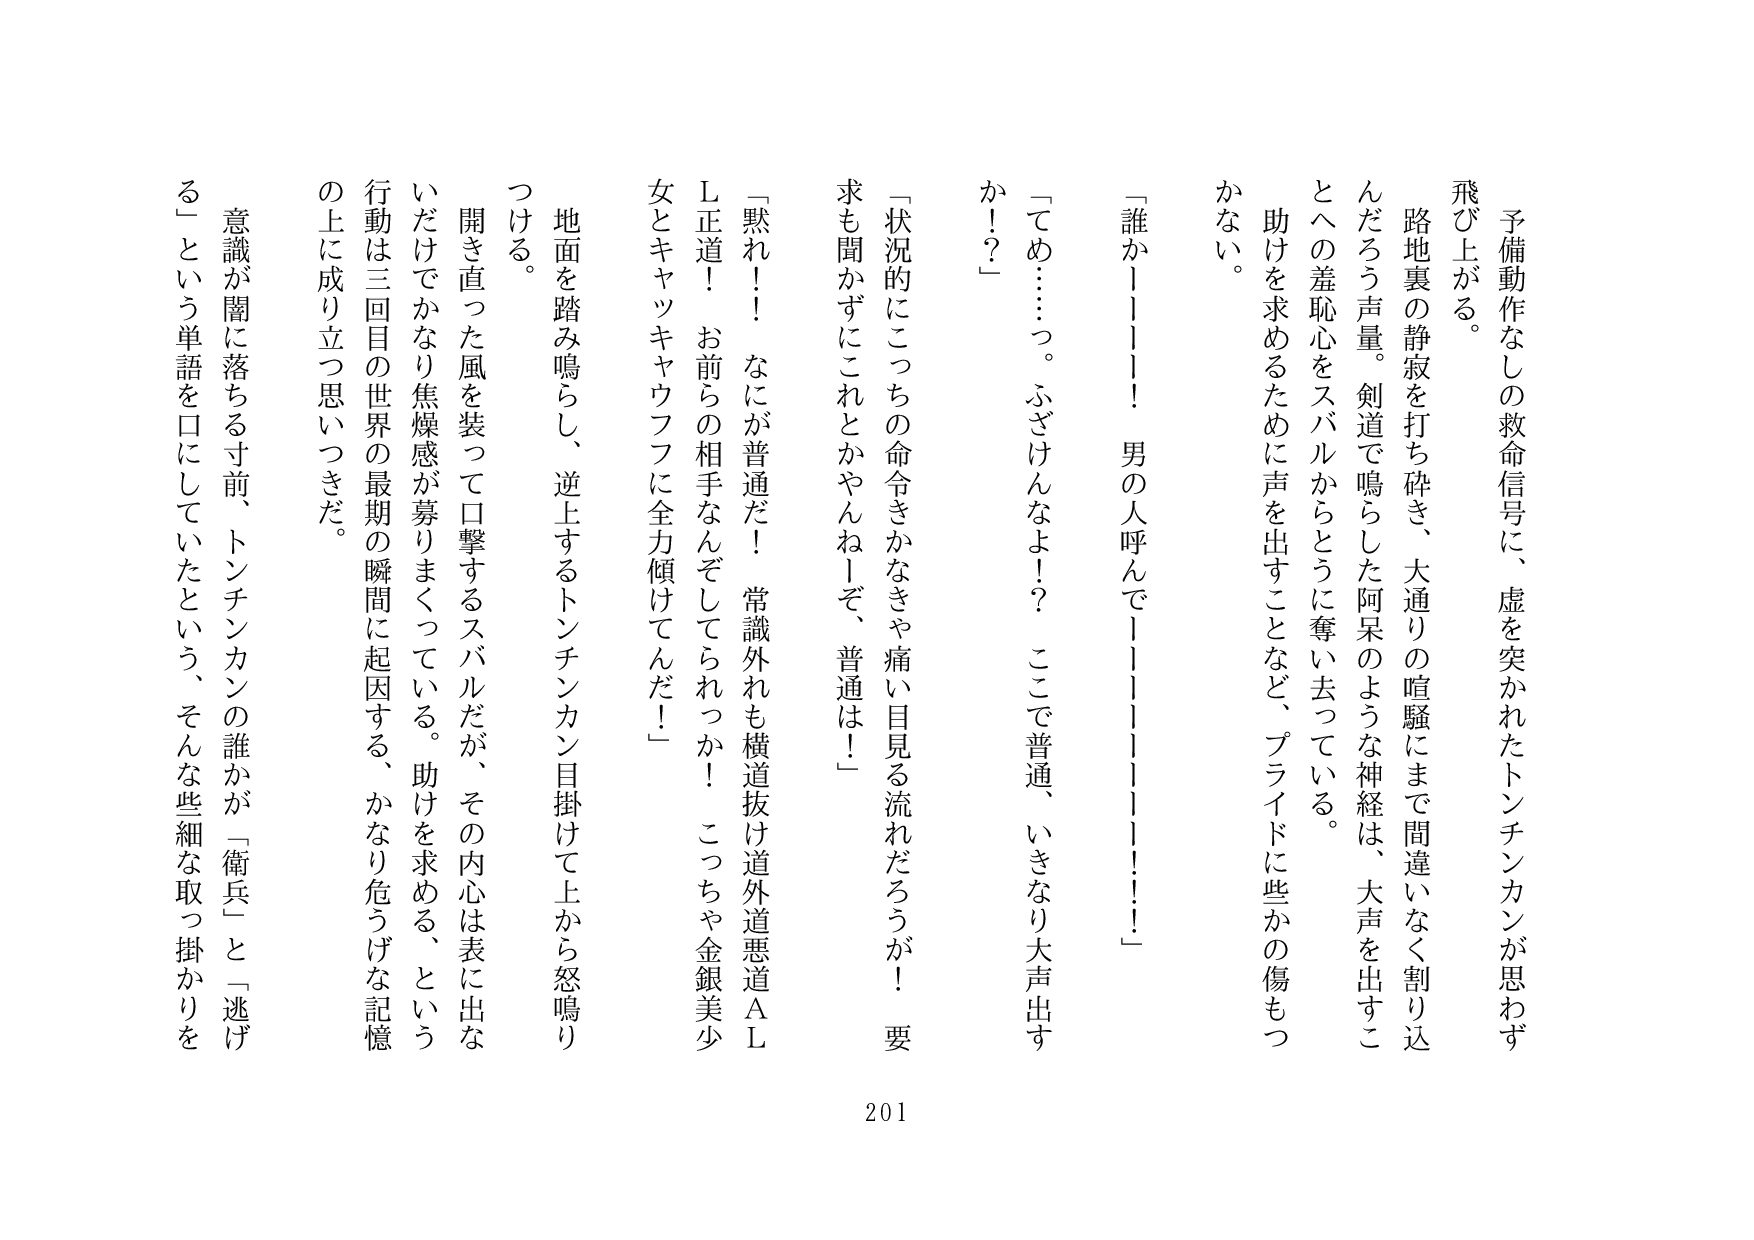 予備動作なしの救命信号に、虚を突かれたトンチンカンが思わず
飛び上がる。
　路地裏の静寂を打ち砕き、大通りの喧騒にまで間違いなく割り込
んだろう声量。剣道で鳴らした阿呆のような神経は、大声を出すこ
とへの羞恥心をスバルからとうに奪い去っている。
　助けを求めるために声を出すことなど、プライドに些かの傷もつ
かない。
「誰かーーーー！　男の人呼んでーーーーーーーー！！！」
「てめ……っ。ふざけんなよ！？　ここで普通、いきなり大声出す
か！？」
「状況的にこっちの命令きかなきゃ痛い目見る流れだろうが！　要
求も聞かずにこれとかやんねーぞ、普通は！」
「黙れ！！　なにが普通だ！　常識外れも横道抜け道外道悪道ＡＬ
Ｌ正道！　お前らの相手なんぞしてられっか！　こっちゃ金銀美少
女とキャッキャウフフに全力傾けてんだ！」
　地面を踏み鳴らし、逆上するトンチンカン目掛けて上から怒鳴り
つける。
　開き直った風を装って口撃するスバルだが、その内心は表に出な
いだけでかなり焦燥感が募りまくっている。助けを求める、という
行動は三回目の世界の最期の瞬間に起因する、かなり危うげな記憶
の上に成り立つ思いつきだ。
　意識が闇に落ちる寸前、トンチンカンの誰かが「衛兵」と「逃げ
る」という単語を口にしていたという、そんな些細な取っ掛かりを
201